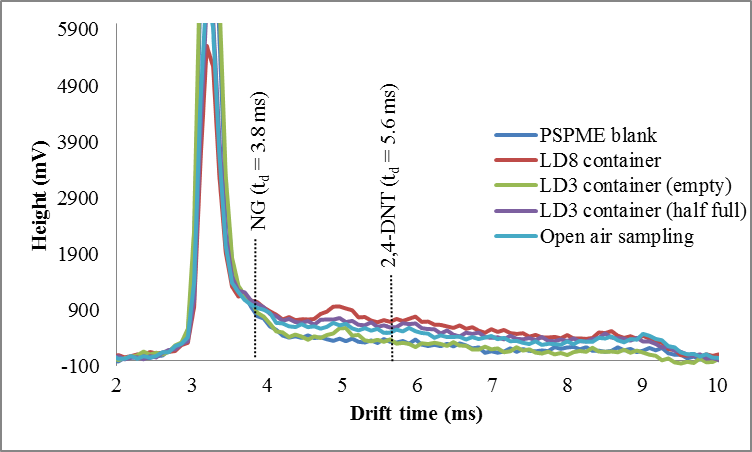 5900
4900
3900
2900
1900
900
-100
Height (mV)
NG (td = 3.8 ms)
2,4-DNT (td = 5.6 ms)
PSPME blank
LD8 container
LD3 container (empty)
LD3 container (half full)
Open air sampling
2 3 4 5 6 7 8 9 10
Drift time (ms)